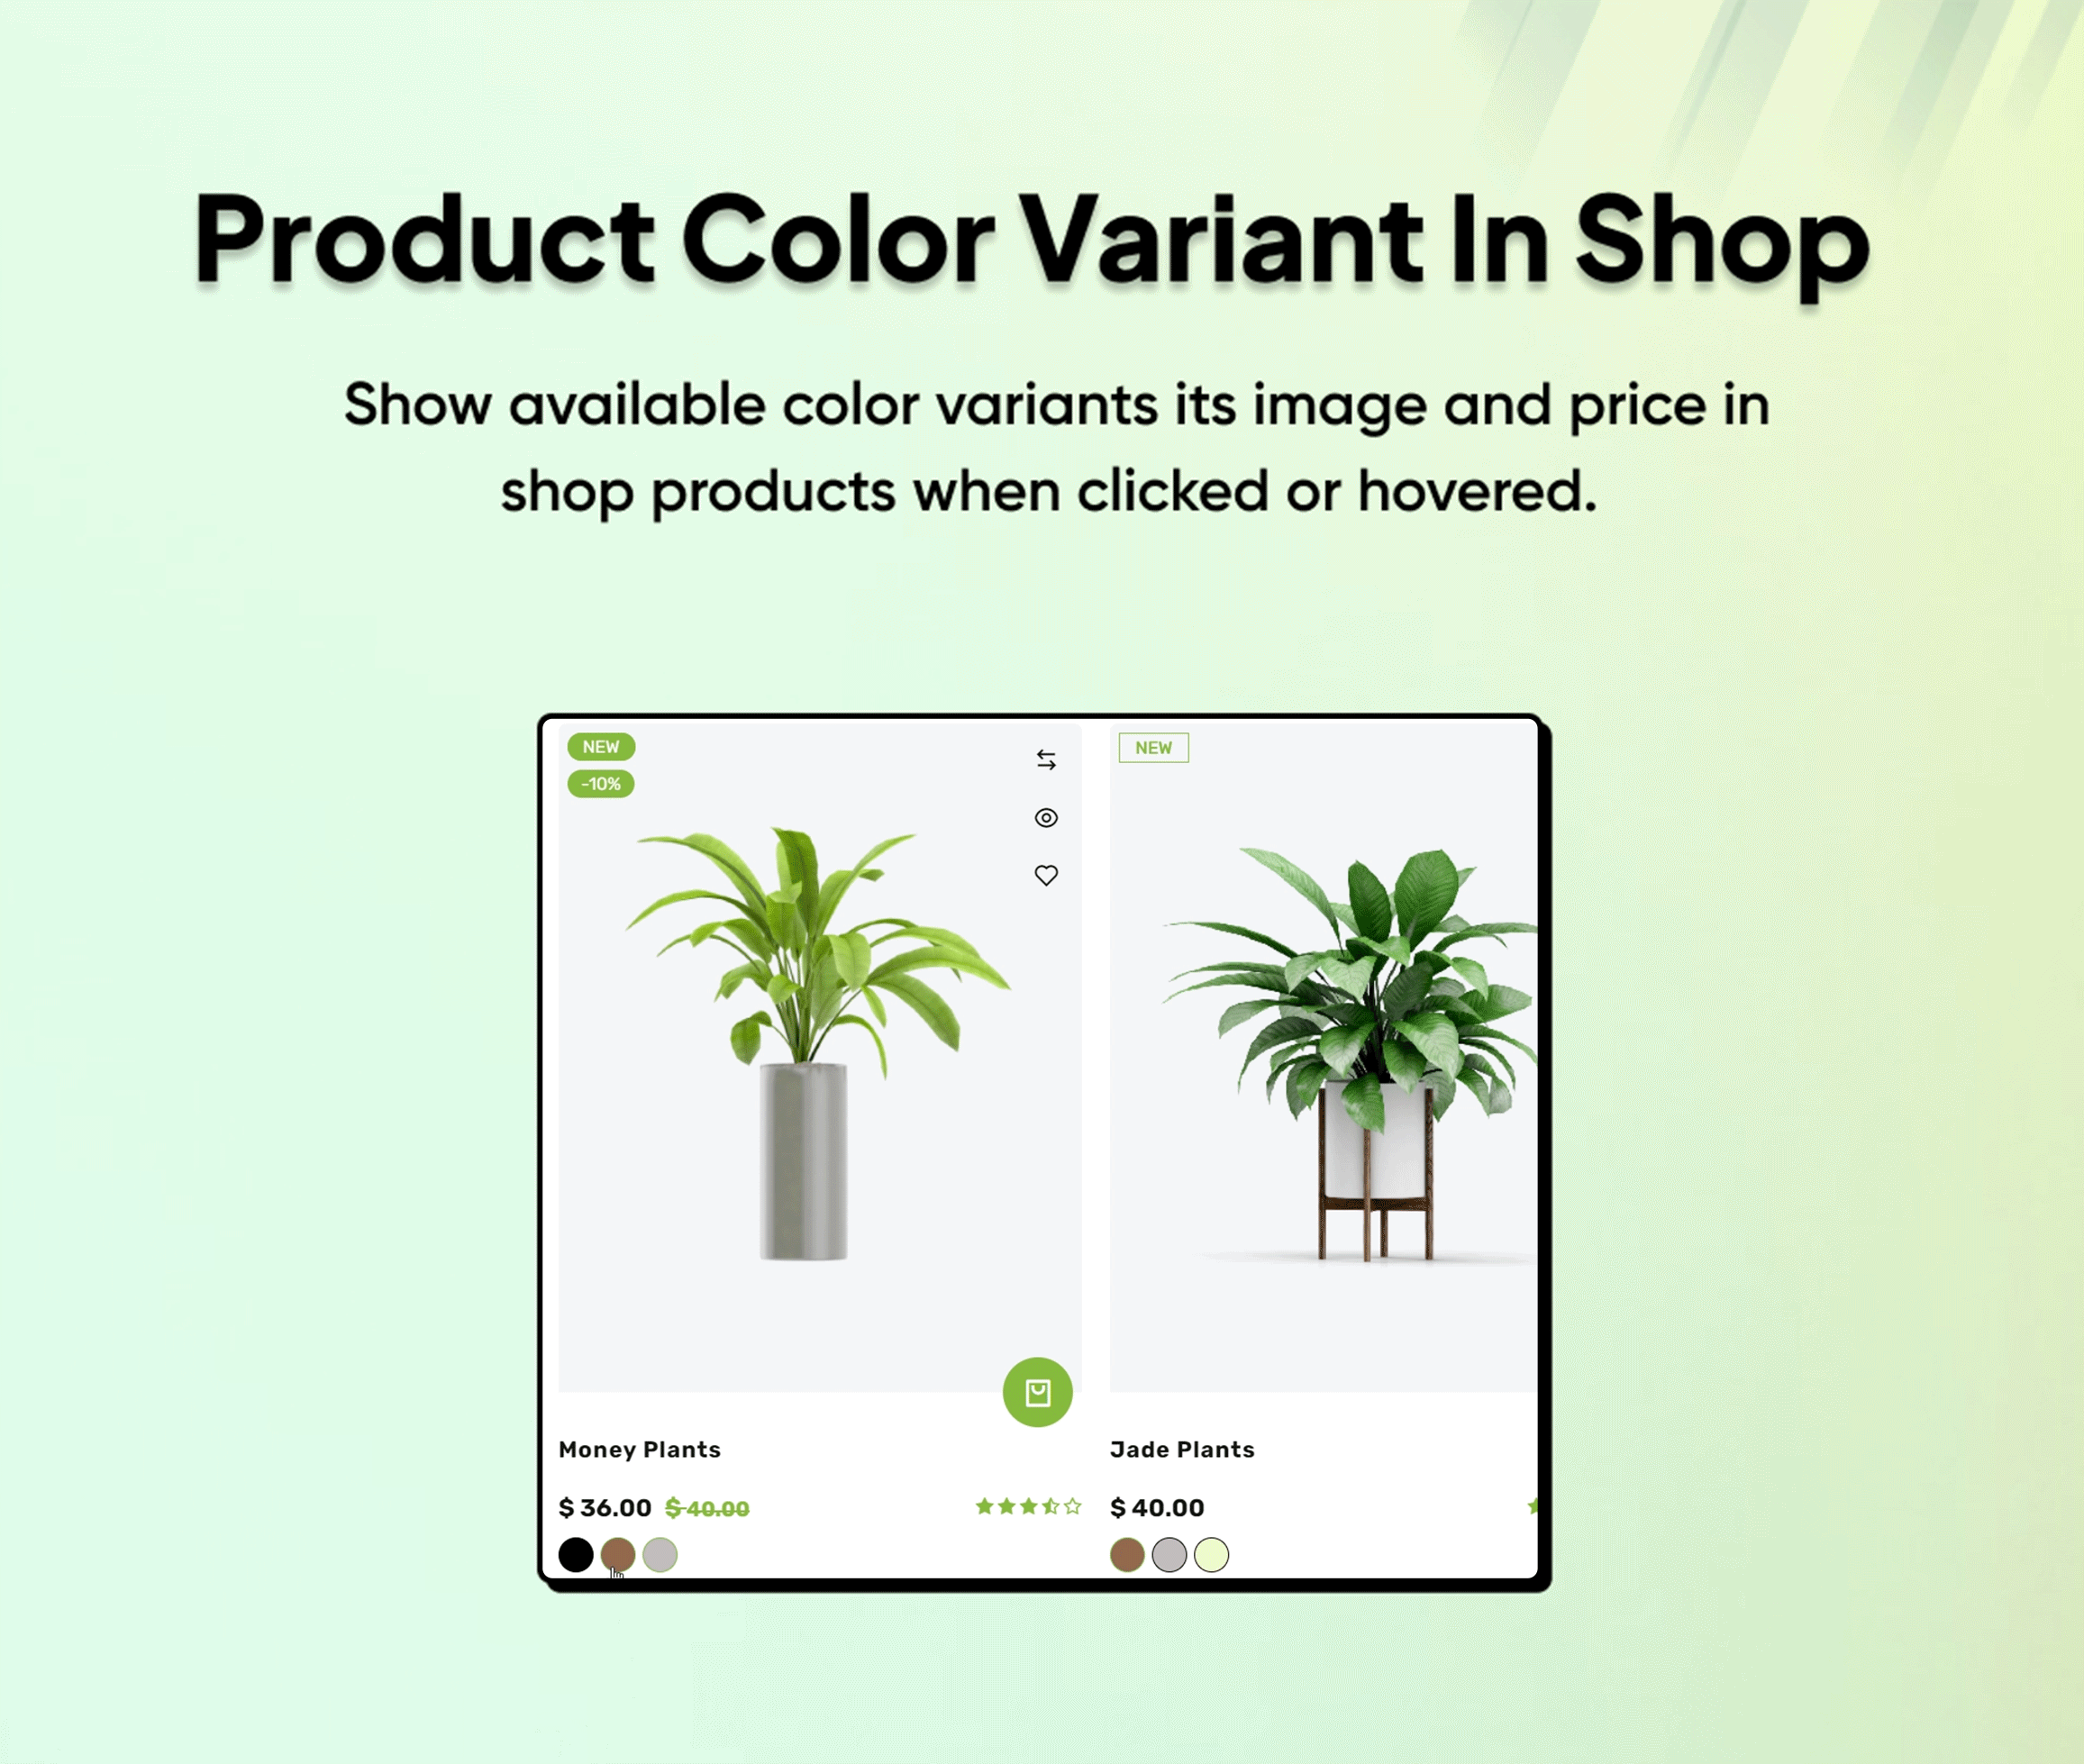 Product Color Variant In Shop
Show available color variants its image and price in
shop products when clicked or hovered.
NEW
-10%
NEW
Money Plants
$ 36.00 $ 40.00
Jade Plants
$ 40.00